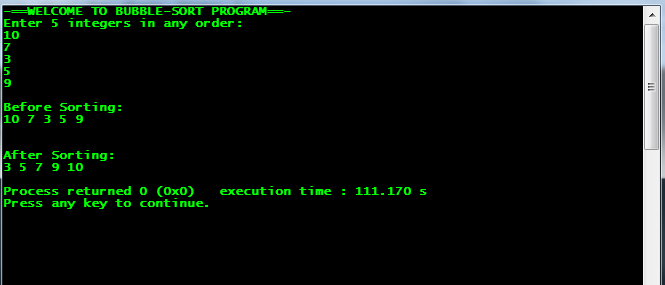 -==WELCOME TO BUBBLE-SORT PROGRAM==-
Enter 5 integers in any order:
10
7
3
5
9
Before Sorting:
10 7 3 5 9
After Sorting:
3 5 7 9 10
Process returned 0 (0x0)   execution time : 111.170 s
Press any key to continue.